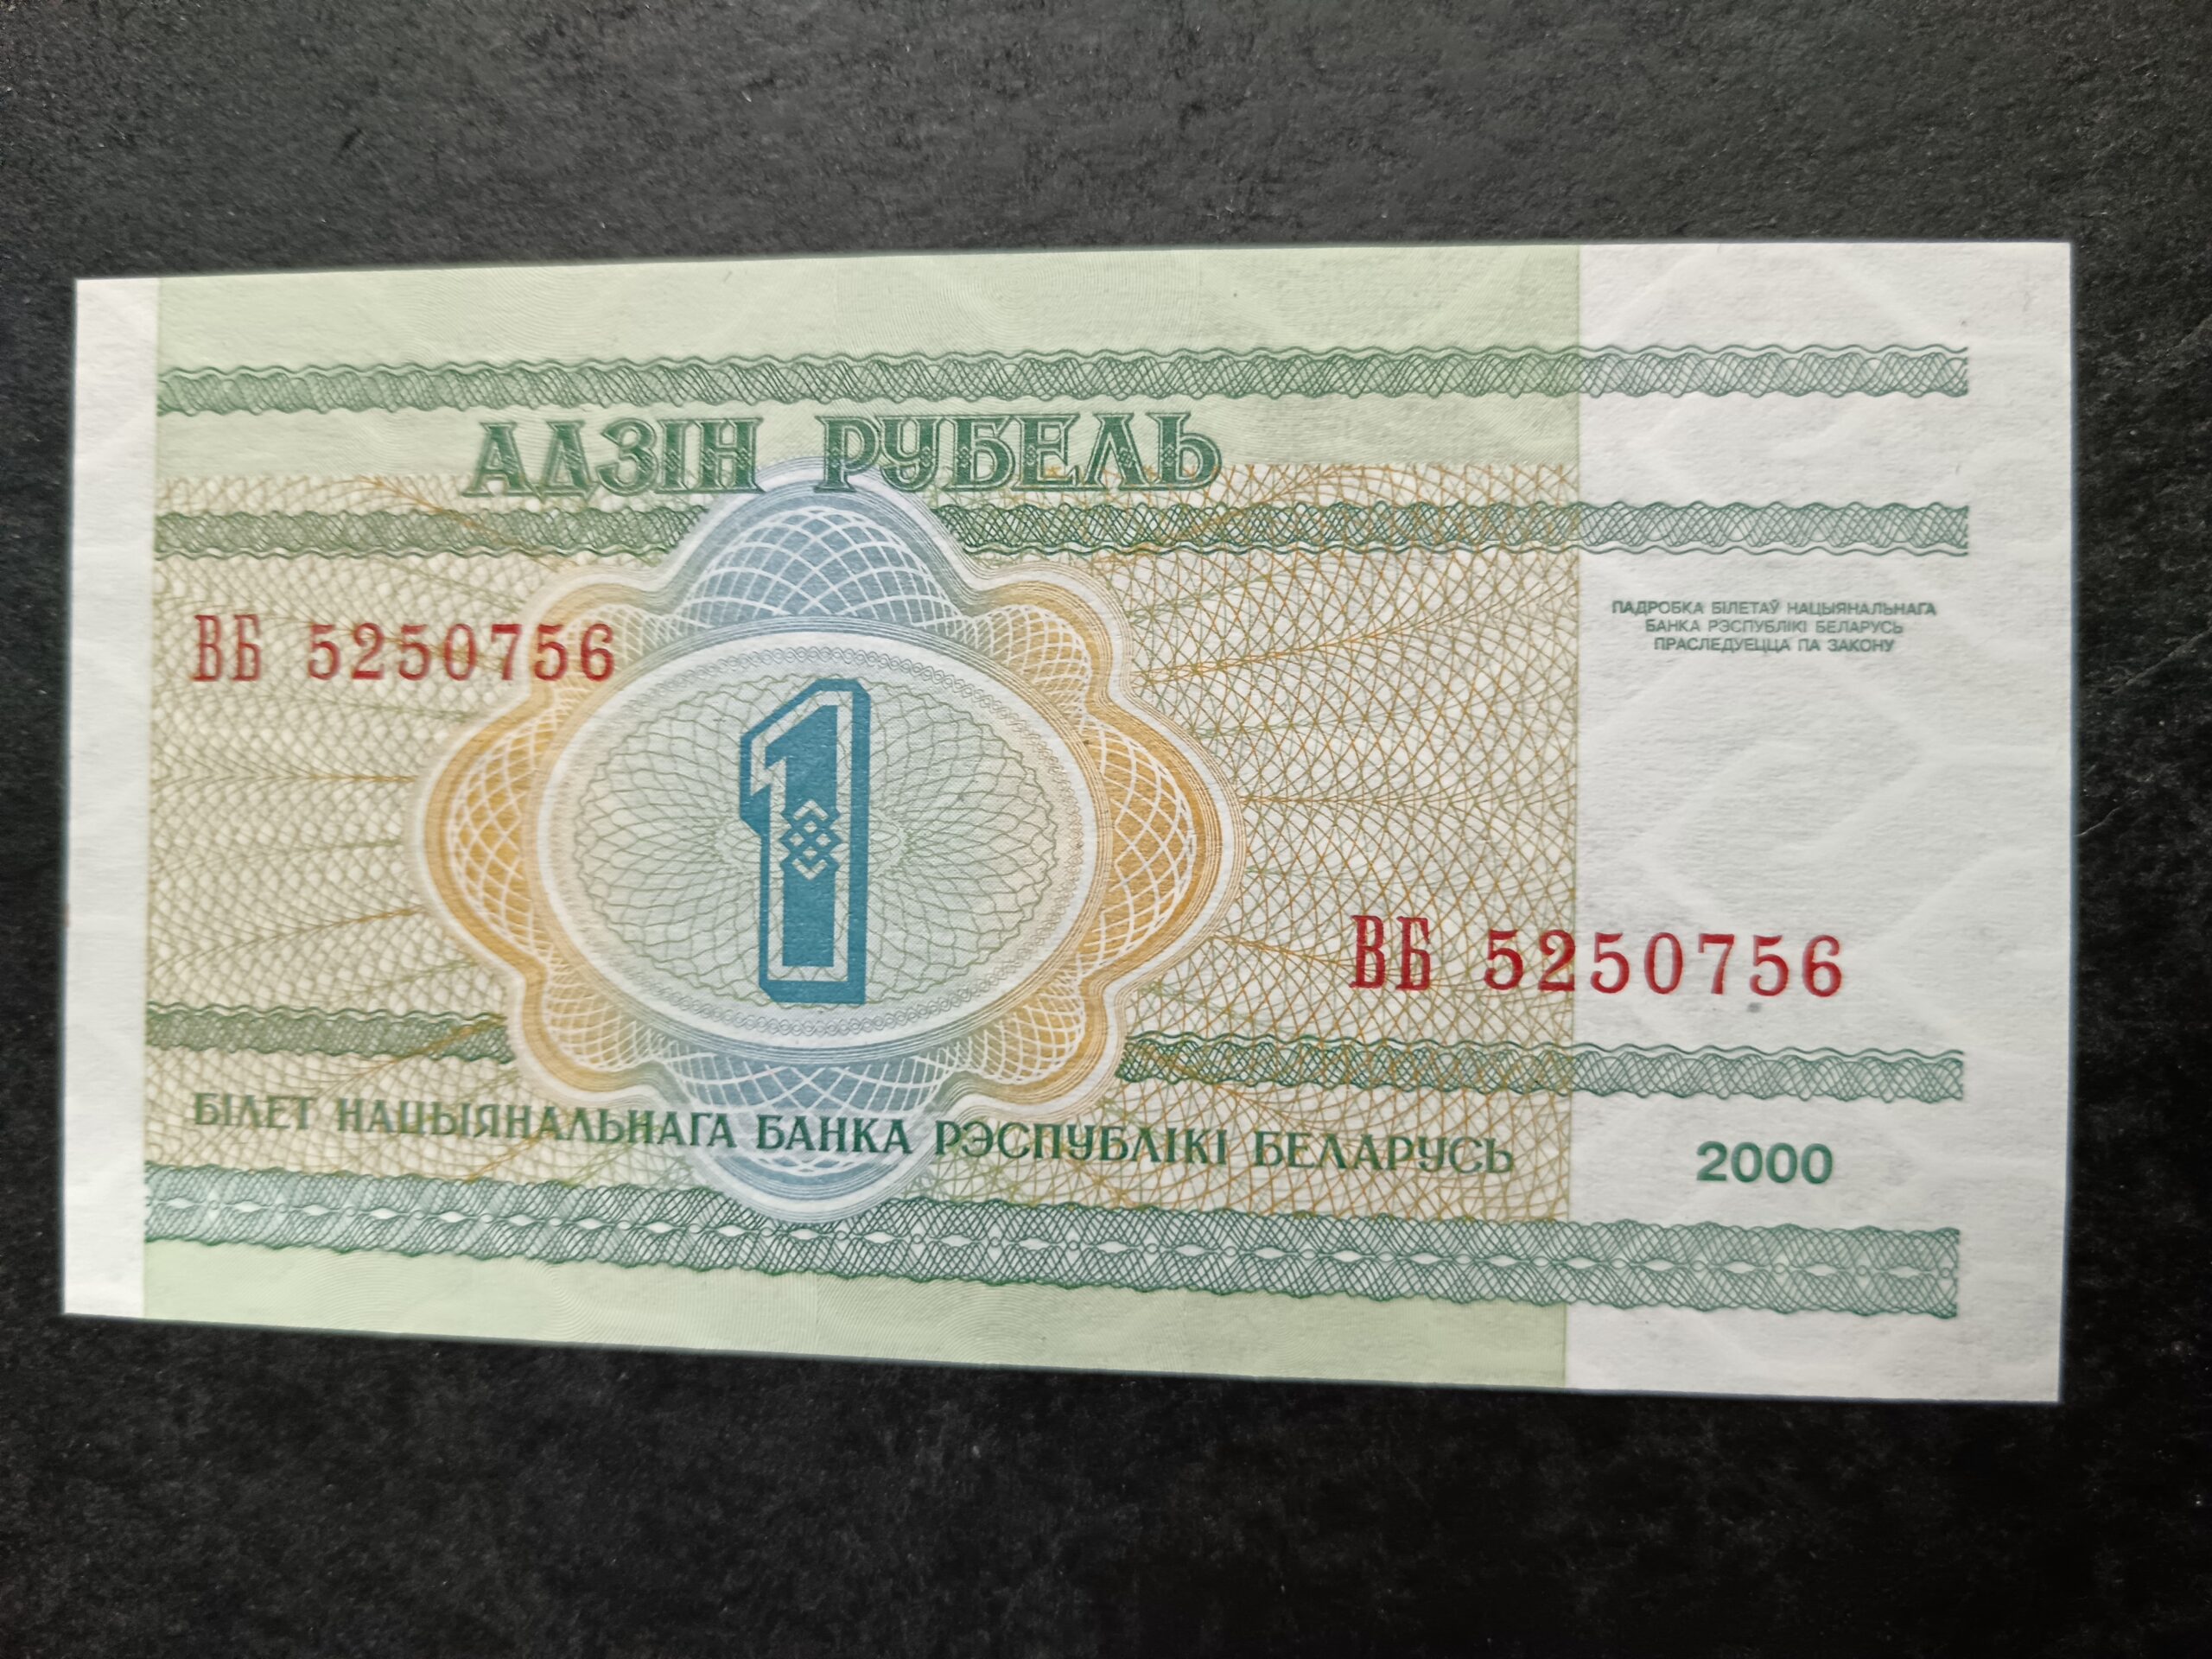 АДЗІН РУБЕЛЬ
ПАДРОБКА БІЛЕТАЎ НАЦЫЯНАЛЬНАГА
БАНКА РЭСПУБЛІКІ БЕЛАРУСЬ
ПРАСЛЕДУЕЦЦА ПА ЗАКОНУ
ВБ 5250756
1
ВБ 5250756
БІЛЕТ НАЦЫЯНАЛЬНАГА БАНКА РЭСПУБЛІКІ БЕЛАРУСЬ
2000